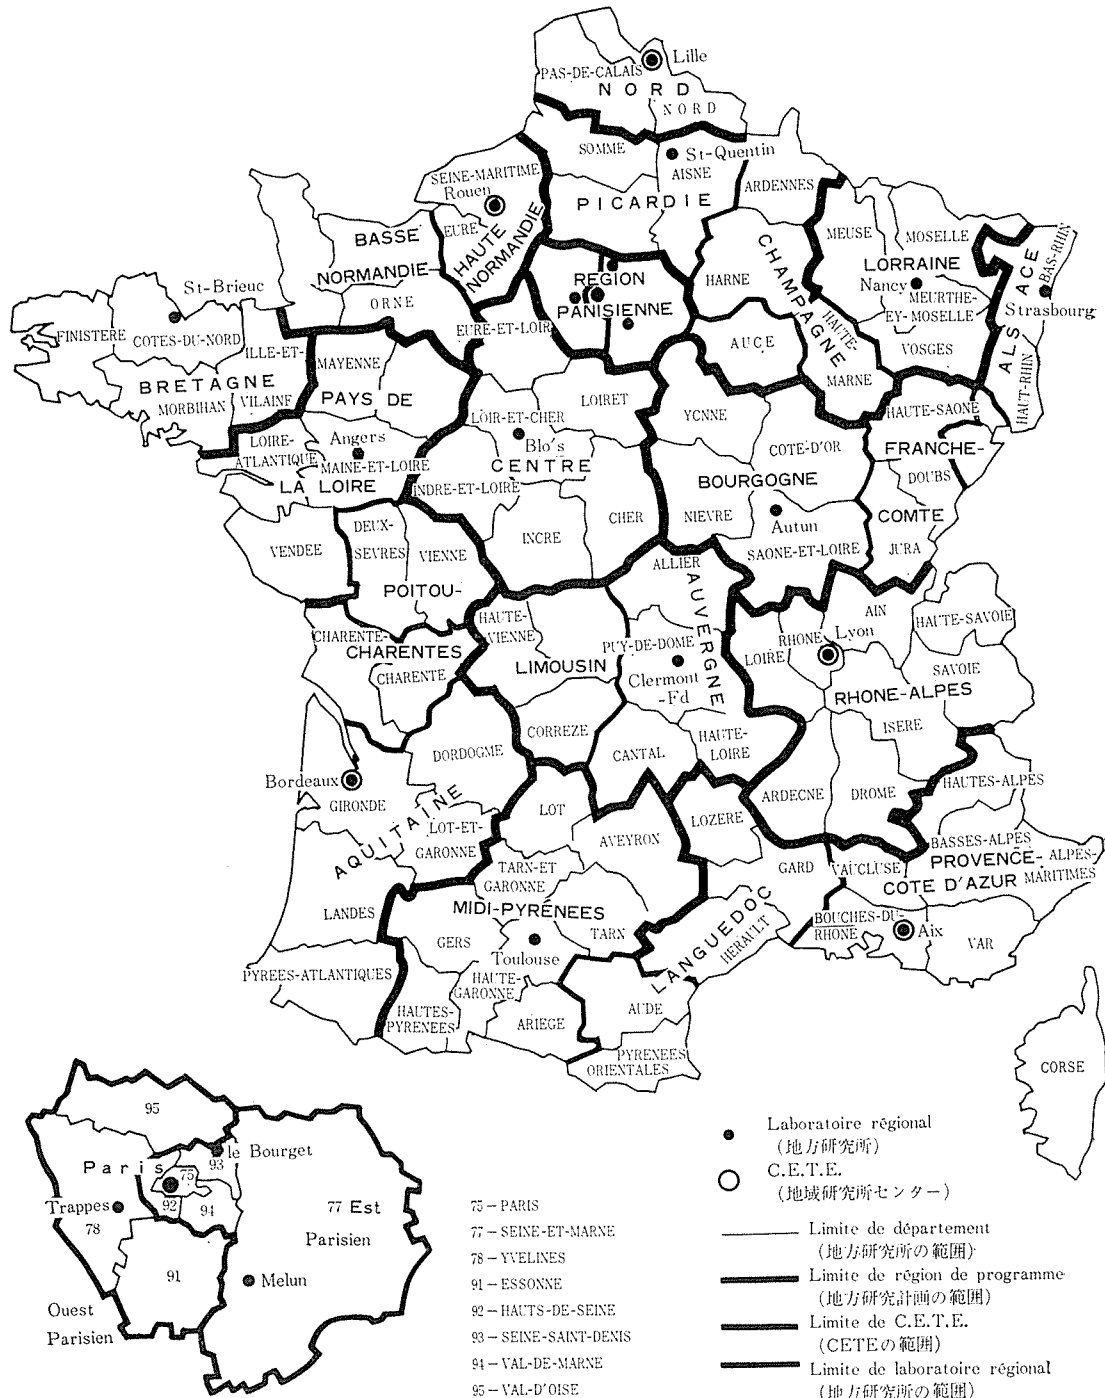 Lille
PAS-DE-CALAIS
NORD
NORD
SOMME
St-Quentin
AISNE
ARDENNES
SEINE-MARITIME
Rouen
PICARDIE
EURE
HAUTE
NORMANDIE
BASSE
NORMANDIE
ORNE
MEUSE
MOSELLE
LORRAINE
Nancy
MEURTHE-
EY-MOSELLE
VOSGES
BAS-RHIN
ALSACE
Strasbourg
HAUT-RHIN
CHAMPAGNE
HARNE
HAUTE-
MARNE
AUCE
REGION
PANISIENNE
EURE-ET-LOIR
St-Brieuc
FINISTERE
COTES-DU-NORD
ILLE-ET-
VILAINF
BRETAGNE
MORBIHAN
MAYENNE
PAYS DE
LOIRE-
ATLANTIQUE
Angers
MAINE-ET-LOIRE
LA LOIRE
LOIR-ET-CHER
LOIRET
Blo's
CENTRE
INDRE-ET-LOIRE
CHER
INCRE
YCNNE
COTE-D'OR
BOURGOGNE
NIEVRE
Autun
SAONE-ET-LOIRE
HAUTE-SAONE
FRANCHE-
DOUBS
COMTE
JURA
VENDEE
DEUX-
SEVRES
VIENNE
POITOU-
CHARENTE-
CHARENTES
CHARENTE
HAUTE-
VIENNE
LIMOUSIN
CORREZE
ALLIER
AUVERGNE
PUY-DE-DOME
Clermont
-Fd
CANTAL
HAUTE-
LOIRE
AIN
HAUTE-SAVOIE
RHONE
Lyon
LOIRE
SAVOIE
RHONE-ALPES
ISERE
ARDECNE
DROME
HAUTES-ALPES
Bordeaux
GIRONDE
DORDOGME
AQUITAINE
LOT-ET-
GARONNE
LANDES
PYREES-ATLANTIQUES
LOT
AVEYRON
TARN-ET
GARONNE
MIDI-PYRÉNEES
GERS
TARN
Toulouse
HAUTE-
GARONNE
HAUTES-
PYRENEES
ARIEGE
LOZERE
GARD
LANGUEDOC
HERAULT
AUDE
PYRENEES
ORIENTALES
VAUCLUSE
BASSES-ALPES
PROVENCE-
ALPES-
MARITIMES
COTE D'AZUR
BOUCHES-DU-
RHONE
Aix
VAR
CORSE
95
le Bourget
93
Paris
75
Trappes
92
94
78
77 Est
Parisien
91
Melun
Ouest
Parisien
75-PARIS
77-SEINE-ET-MARNE
78-YVELINES
91-ESSONNE
92-HAUTS-DE-SEINE
93-SEINE-SAINT-DENIS
94-VAL-DE-MARNE
95-VAL-D'OISE
Laboratoire régional
(地方研究所)
C.E.T.E.
(地域研究所センター)
Limite de département
(地方研究所の範囲)
Limite de région de programme
(地方研究計画の範囲)
Limite de C.E.T.E.
(CETEの範囲)
Limite de laboratoire régional
(地方研究所の範囲)